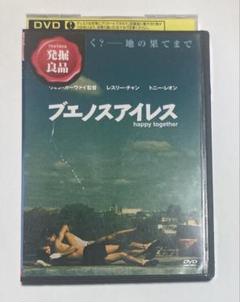 DVD
TSUTAYA
発掘
良品
く?――地の果てまで
ウォン・カーウァイ監督 レスリー・チャン トニー・レオン
ブエノスアイレス
happy together
DVD